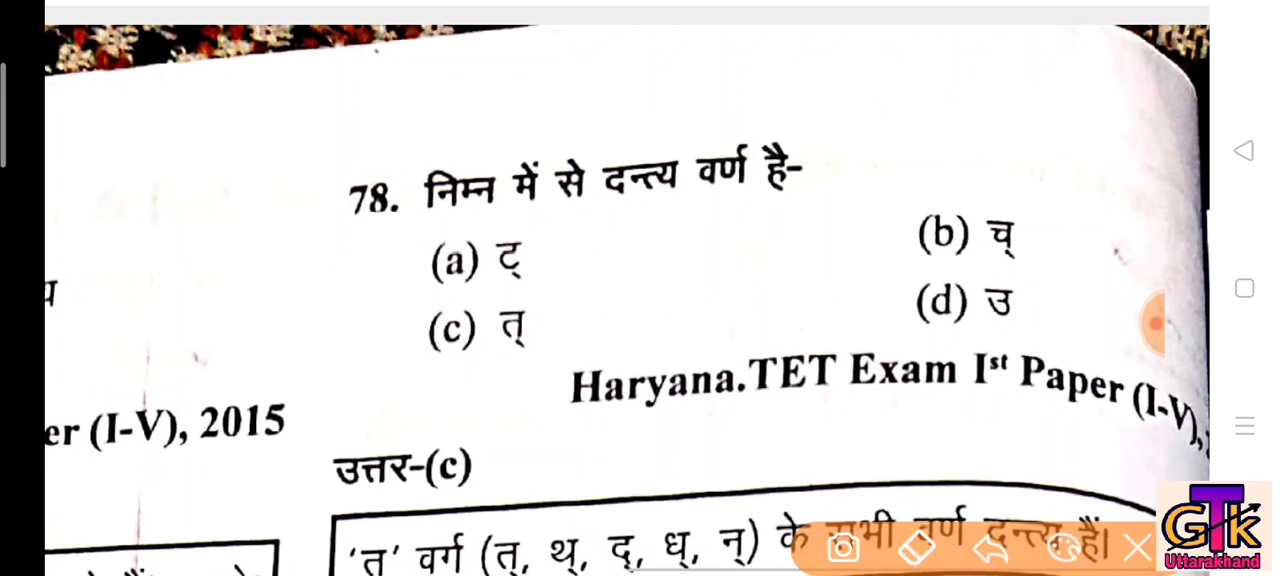 78. निम्न में से दन्त्य वर्ण है-
(a) ट् (b) च्
(c) त् (d) उ
Haryana.TET Exam Ist Paper (I-V),
er (I-V), 2015
उत्तर-(c)
'त' वर्ग (त्, थ्, द्, ध्, न्) के सभी वर्ण दन्त्य हैं।
GTK
Uttarakhand